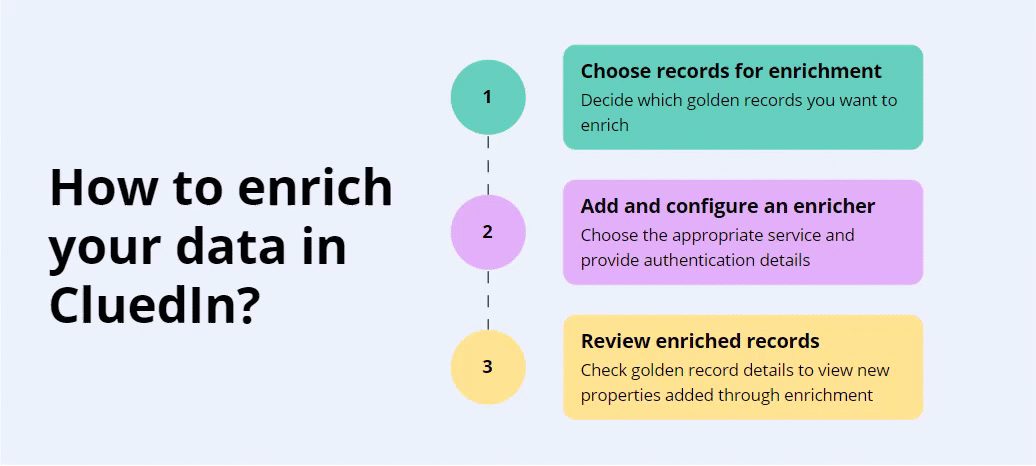 How to enrich
your data in
CluedIn?
1
Choose records for enrichment
Decide which golden records you want to
enrich
2
Add and configure an enricher
Choose the appropriate service and
provide authentication details
3
Review enriched records
Check golden record details to view new
properties added through enrichment